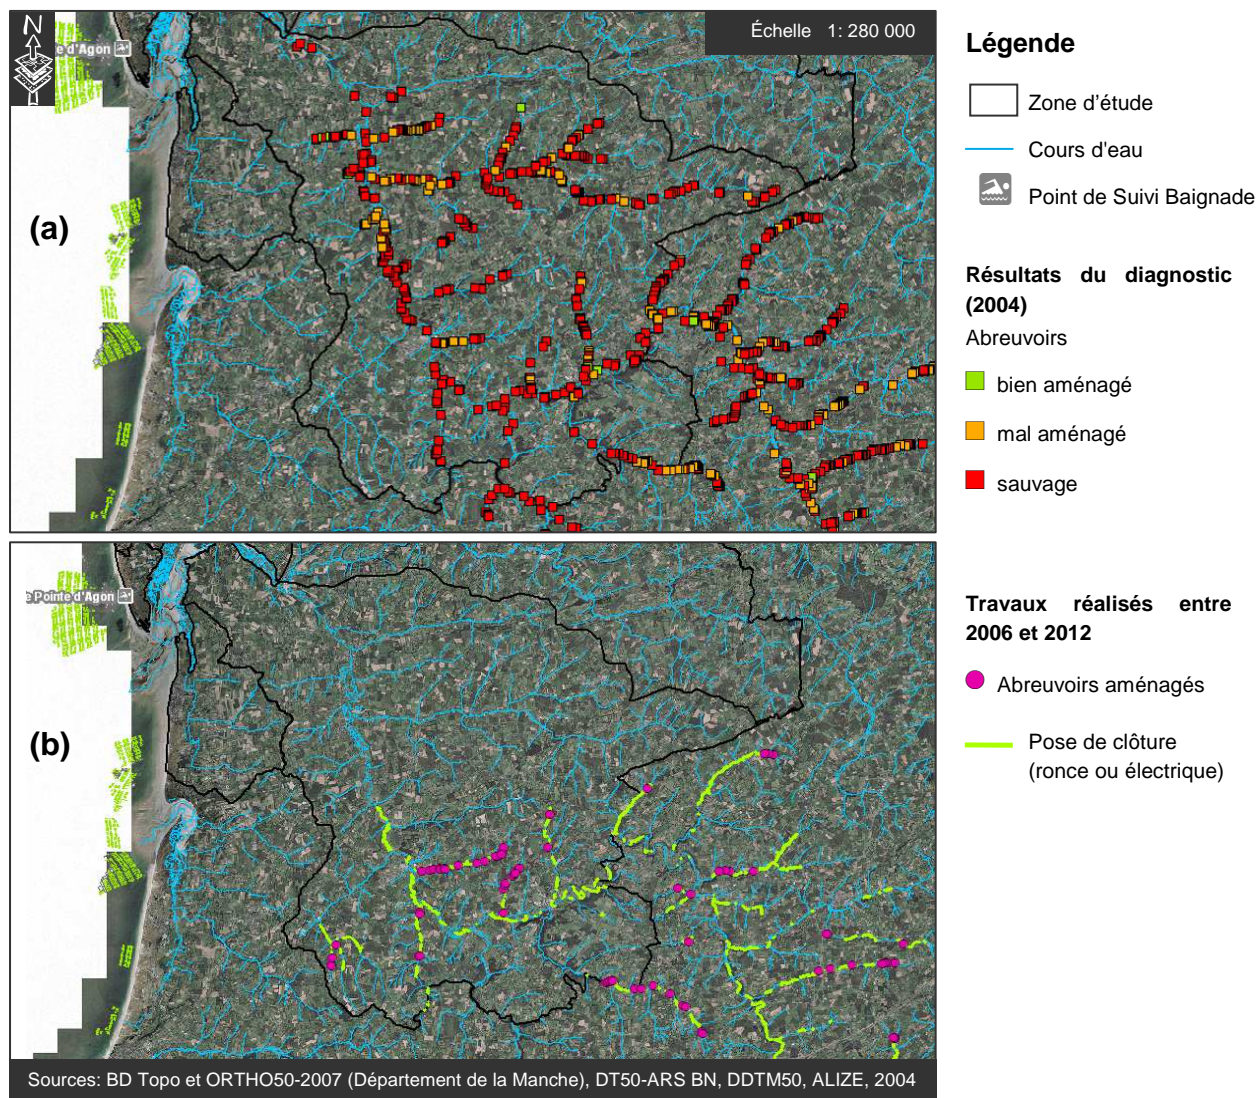 N
e d'Agon
Échelle 1: 280 000
(a)
Légende
Zone d'étude
Cours d'eau
Point de Suivi Baignade
Résultats du diagnostic
(2004)
Abreuvoirs
bien aménagé
mal aménagé
sauvage
e Pointe d'Agon
(b)
Travaux réalisés entre
2006 et 2012
Abreuvoirs aménagés
Pose de clôture
(ronce ou électrique)
Sources: BD Topo et ORTHO50-2007 (Département de la Manche), DT50-ARS BN, DDTM50, ALIZE, 2004